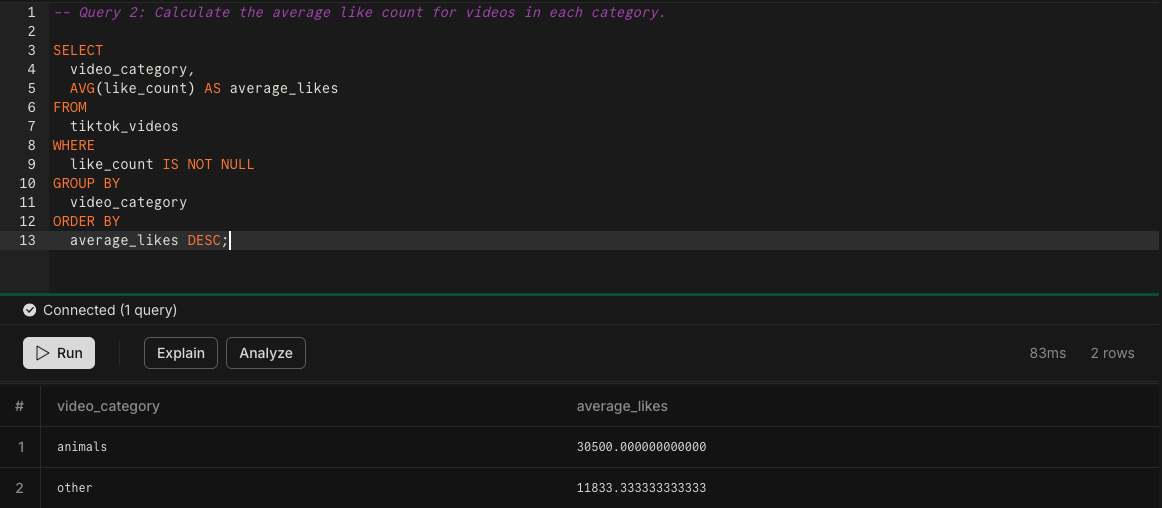 1 -- Query 2: Calculate the average like count for videos in each category.
2
3 SELECT
4 video_category,
5 AVG(like_count) AS average_likes
6 FROM
7 tiktok_videos
8 WHERE
9 like_count IS NOT NULL
10 GROUP BY
11 video_category
12 ORDER BY
13 average_likes DESC;
Connected (1 query)
Run Explain Analyze 83ms 2 rows
# video_category average_likes
1 animals 30500.000000000000
2 other 11833.333333333333